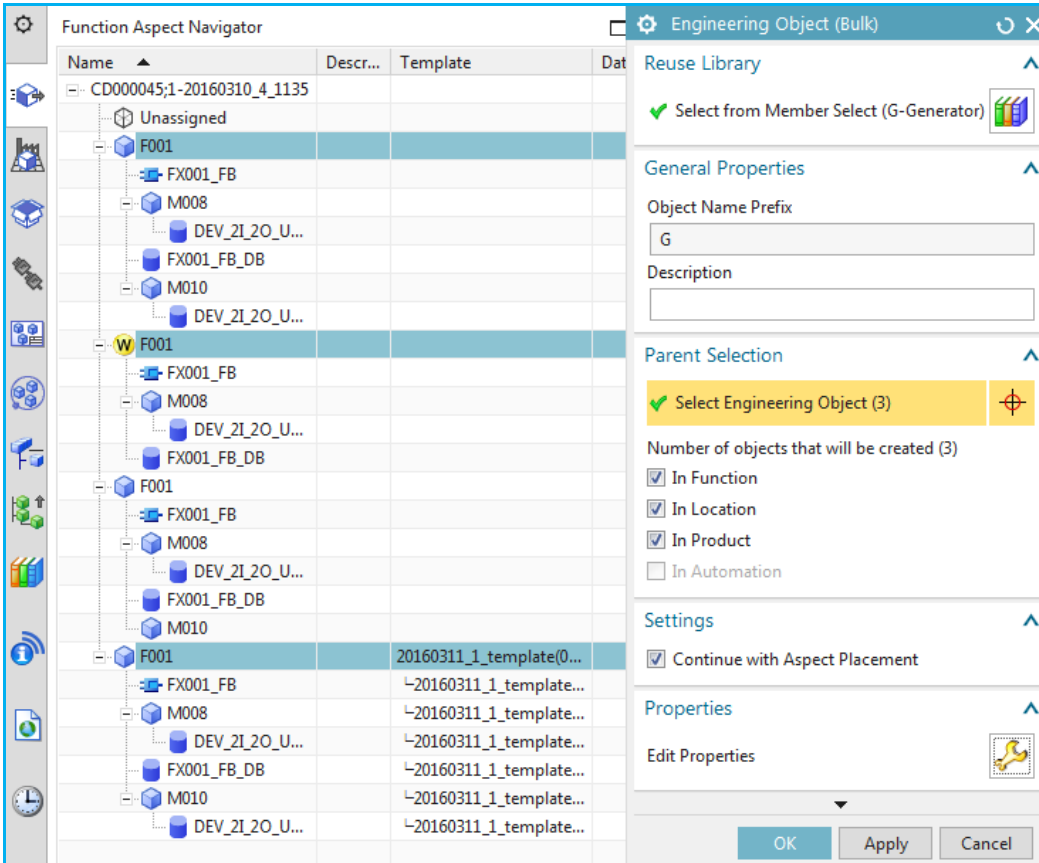 Function Aspect Navigator
Name Descr... Template Dat
CD000045;1-20160310_4_1135
Unassigned
F001
FX001_FB
M008
DEV_2I_2O_U...
FX001_FB_DB
M010
DEV_2I_2O_U...
W F001
FX001_FB
M008
DEV_2I_2O_U...
FX001_FB_DB
F001
FX001_FB
M008
DEV_2I_2O_U...
FX001_FB_DB
M010
F001 20160311_1_template(0...
FX001_FB 20160311_1_template...
M008 20160311_1_template...
DEV_2I_2O_U... 20160311_1_template...
FX001_FB_DB 20160311_1_template...
M010 20160311_1_template...
DEV_2I_2O_U... 20160311_1_template...
Engineering Object (Bulk)
Reuse Library
Select from Member Select (G-Generator)
General Properties
Object Name Prefix
G
Description
Parent Selection
Select Engineering Object (3)
Number of objects that will be created (3)
In Function
In Location
In Product
In Automation
Settings
Continue with Aspect Placement
Properties
Edit Properties
OK Apply Cancel